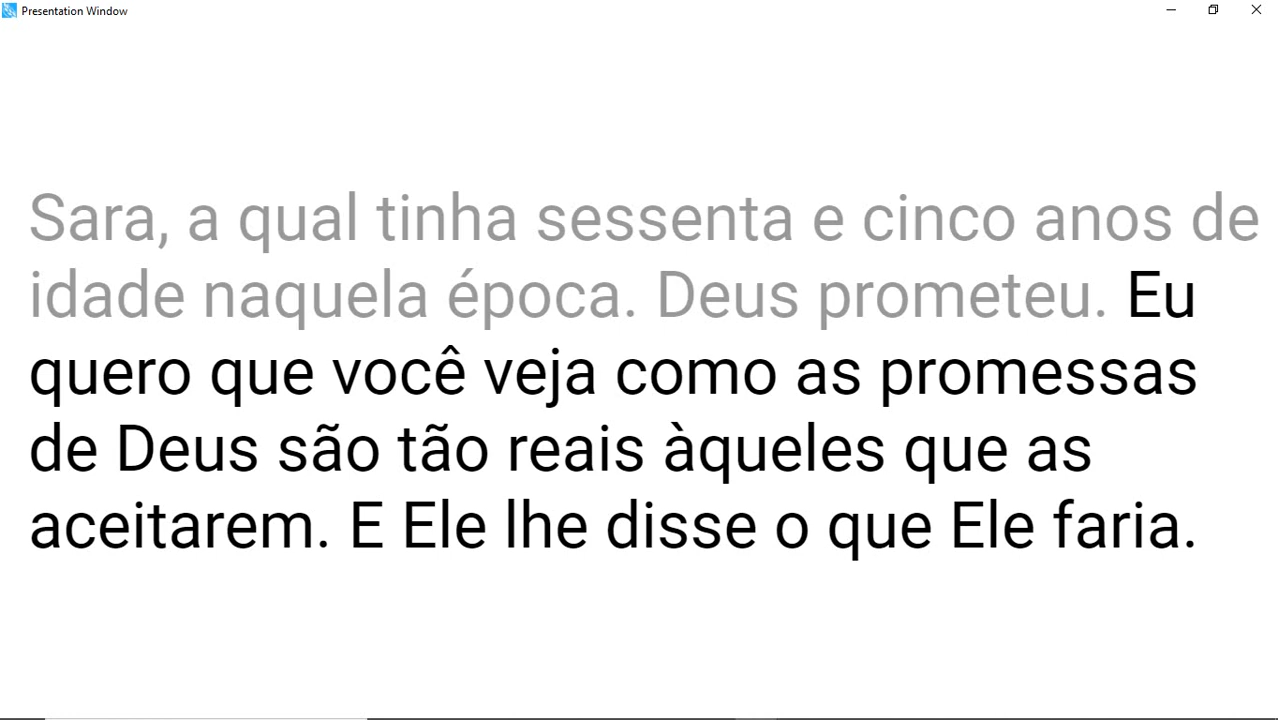 Presentation Window
Sara, a qual tinha sessenta e cinco anos de
idade naquela época. Deus prometeu. Eu
quero que você veja como as promessas
de Deus são tão reais àqueles que as
aceitarem. E Ele lhe disse o que Ele faria.